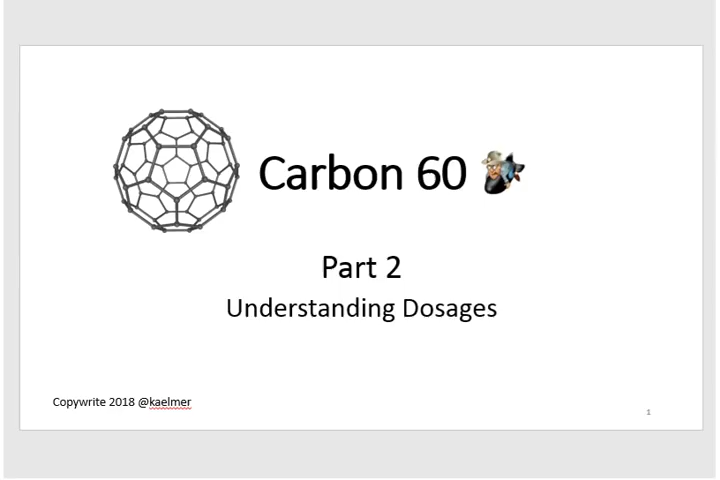 Carbon 60
Part 2
Understanding Dosages
Copywrite 2018 @kaelmer
1